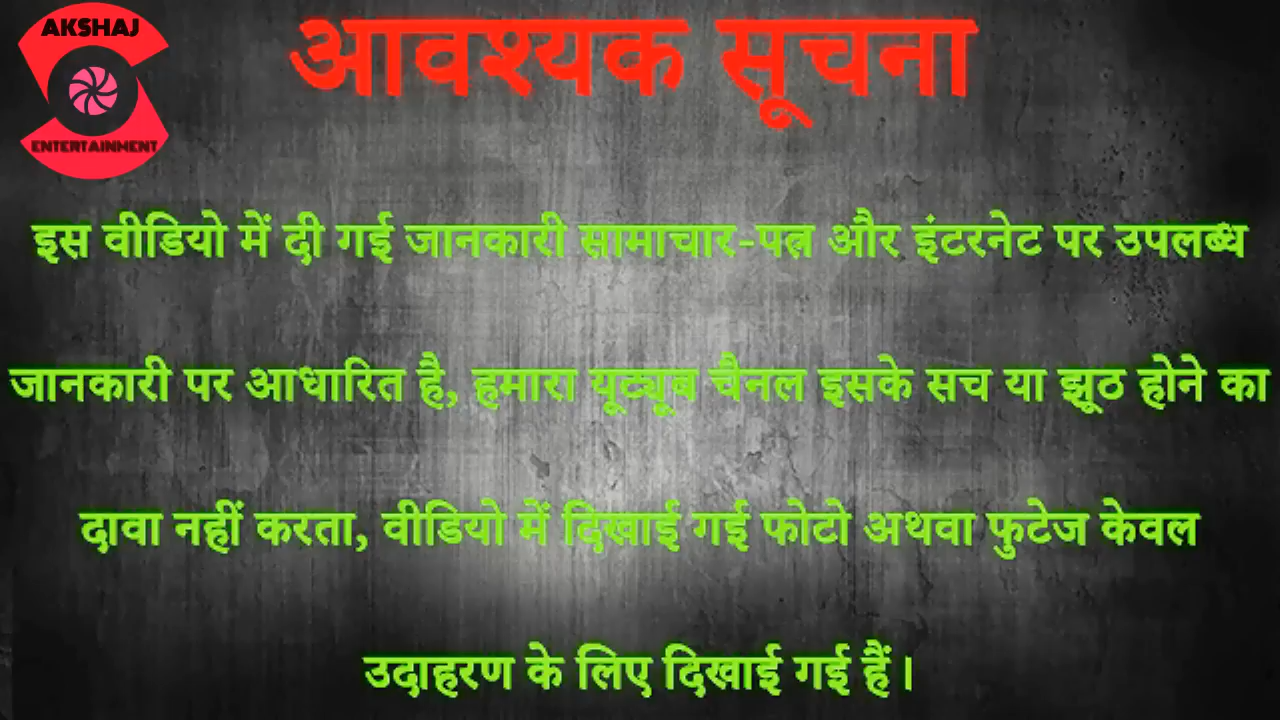 AKSHAJ
ENTERTAINMENT
आवश्यक सूचना
इस वीडियो में दी गई जानकारी सामाचार-पत्र और इंटरनेट पर उपलब्ध
जानकारी पर आधारित है, हमारा यूट्यूब चैनल इसके सच या झूठ होने का
दावा नहीं करता, वीडियो में दिखाई गई फोटो अथवा फुटेज केवल
उदाहरण के लिए दिखाई गई हैं।